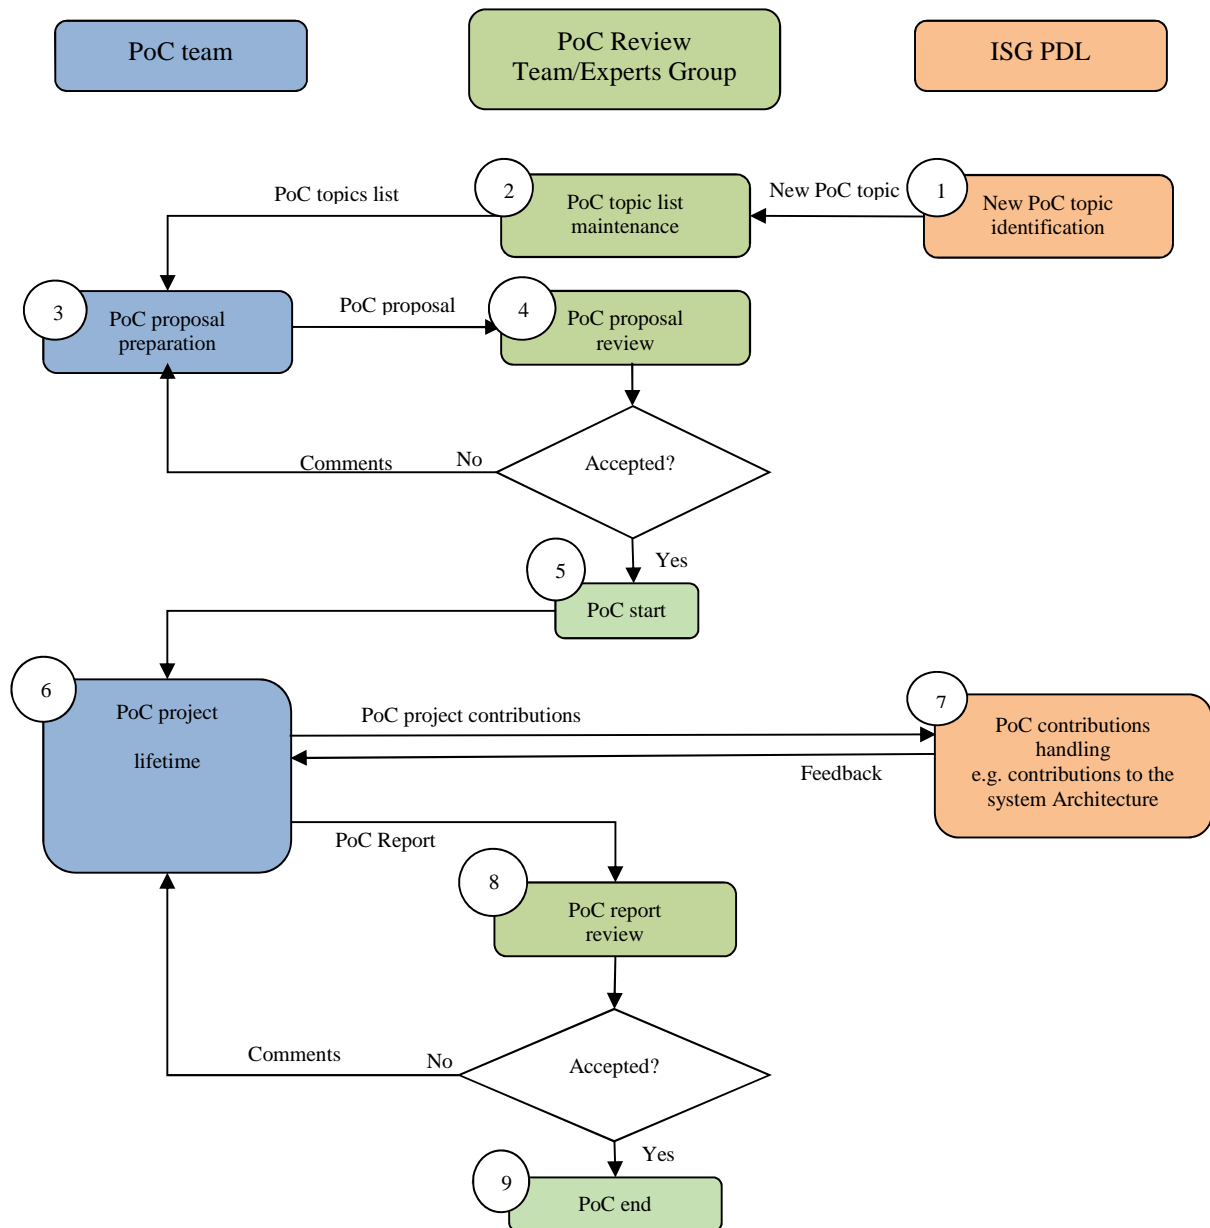 PoC team
PoC Review
Team/Experts Group
ISG PDL
PoC topics list
2
PoC topic list
maintenance
New PoC topic
1
New PoC topic
identification
3
PoC proposal
preparation
PoC proposal
4
PoC proposal
review
Comments
No
Accepted?
Yes
5
PoC start
6
PoC project
lifetime
PoC project contributions
Feedback
7
PoC contributions
handling
e.g. contributions to the
system Architecture
PoC Report
8
PoC report
review
Comments
No
Accepted?
Yes
9
PoC end